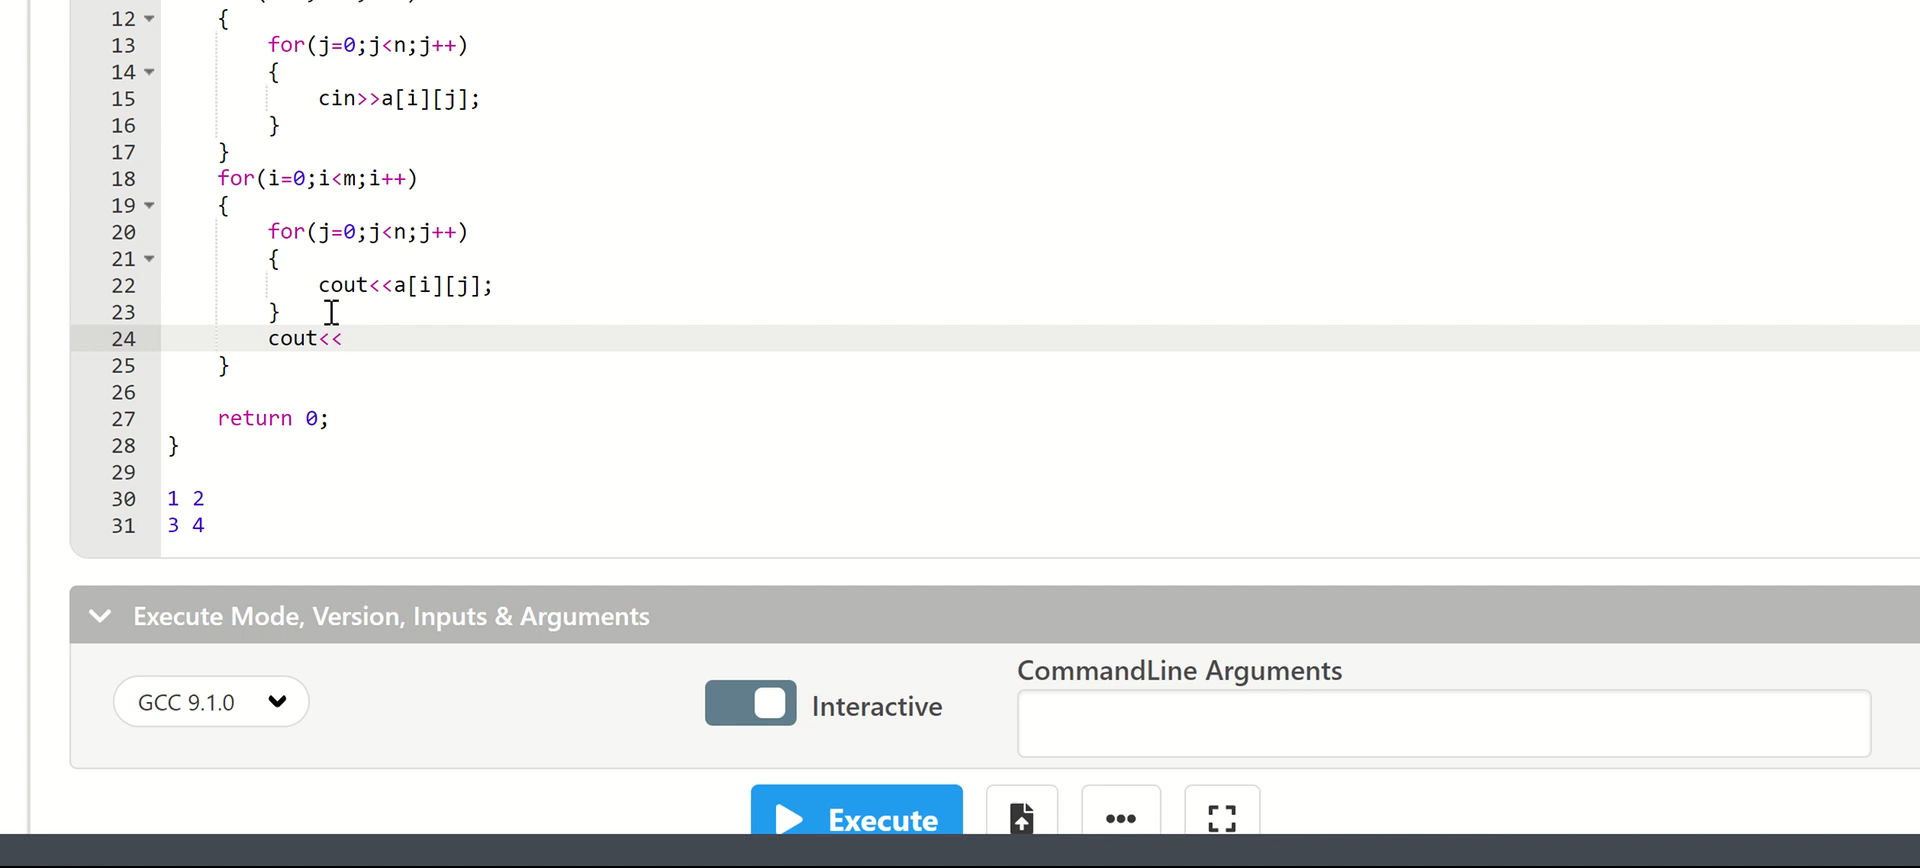 12 {
13 for(j=0;j<n;j++)
14 {
15 cin>>a[i][j];
16 }
17 }
18 for(i=0;i<m;i++)
19 {
20 for(j=0;j<n;j++)
21 {
22 cout<<a[i][j];
23 }
24 cout<<
25 }
26
27 return 0;
28 }
29
30 1 2
31 3 4
Execute Mode, Version, Inputs & Arguments
CommandLine Arguments
GCC 9.1.0
Interactive
Execute